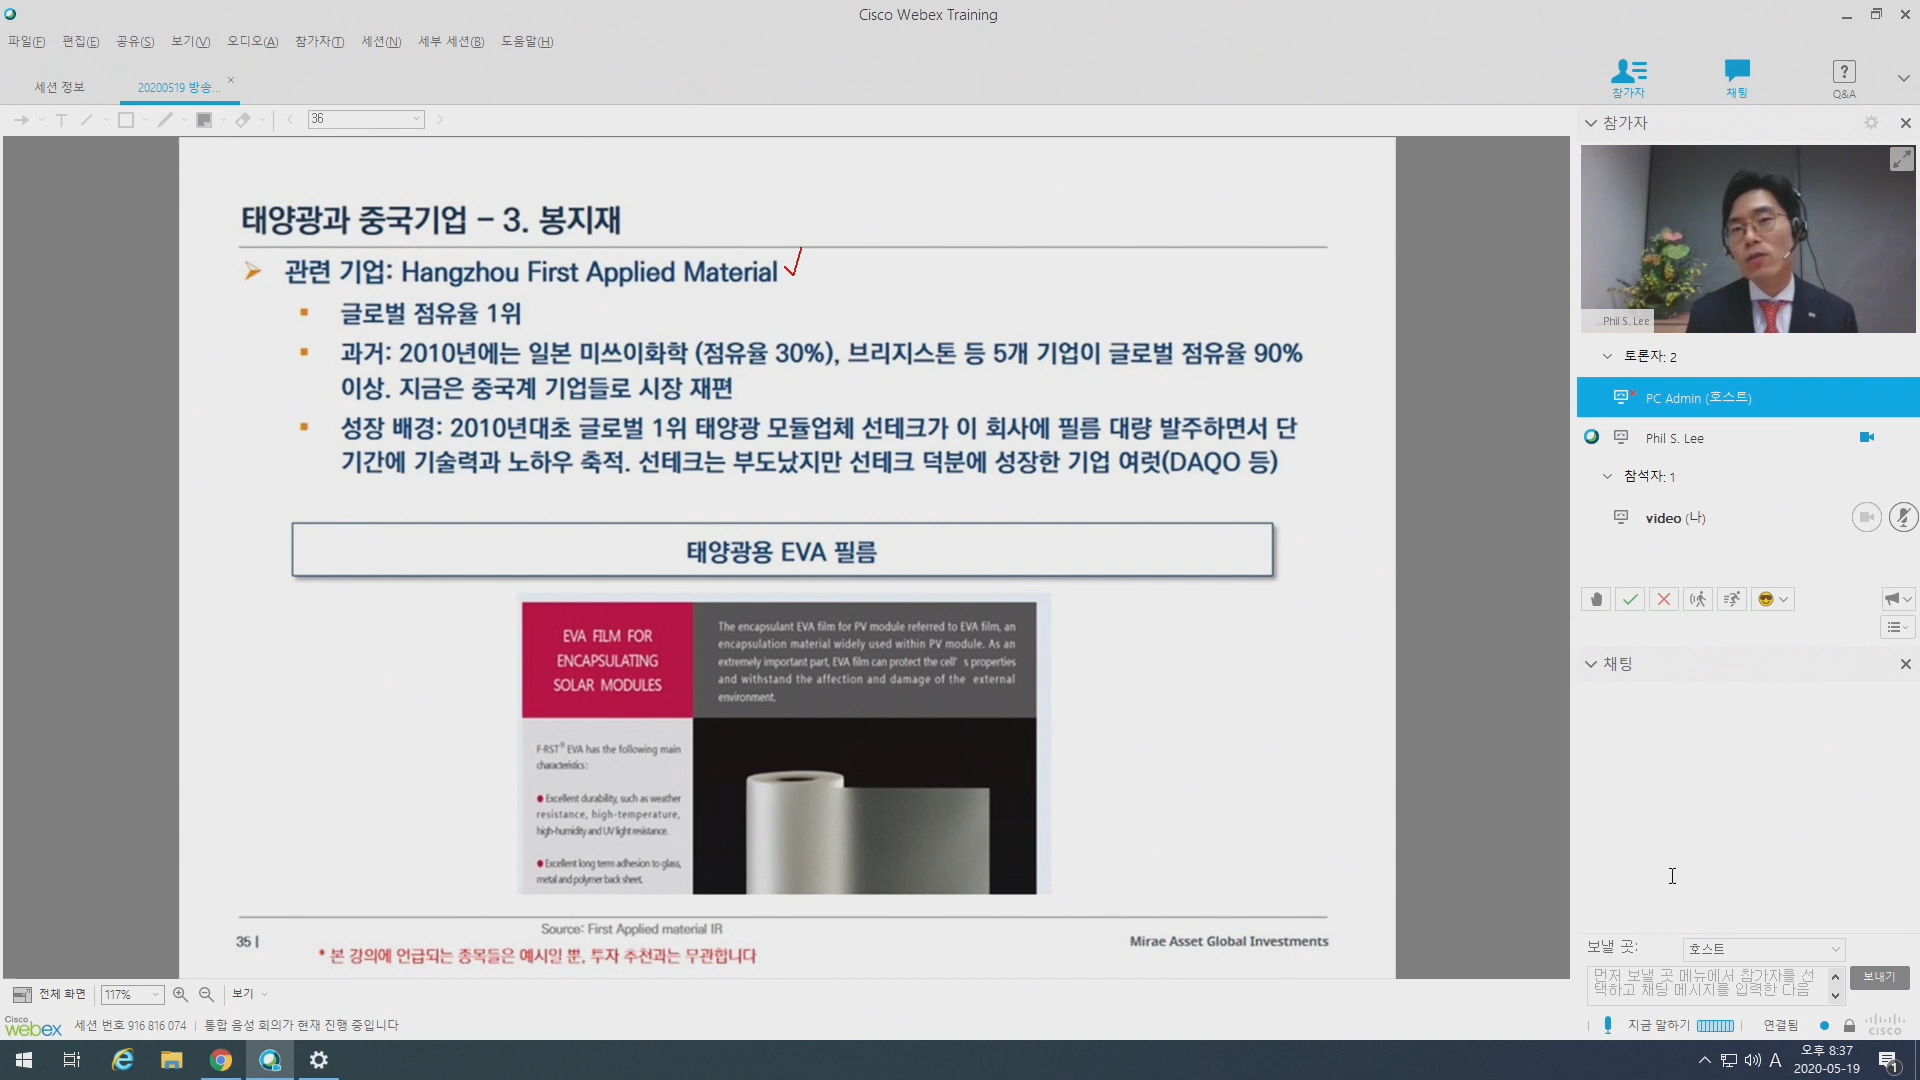 Cisco Webex Training
파일(F) 편집(E) 공유(S) 보기(V) 오디오(A) 참가자(T) 세션(N) 세부 세션(B) 도움말(H)
세션 정보
20200519 방송...
참가자
채팅
Q&A
36
참가자
태양광과 중국기업 – 3. 봉지재
관련 기업: Hangzhou First Applied Material
글로벌 점유율 1위
과거: 2010년에는 일본 미쓰이화학 (점유율 30%), 브리지스톤 등 5개 기업이 글로벌 점유율 90%
이상. 지금은 중국계 기업들로 시장 재편
성장 배경: 2010년대초 글로벌 1위 태양광 모듈업체 선테크가 이 회사에 필름 대량 발주하면서 단
기간에 기술력과 노하우 축적. 선테크는 부도났지만 선테크 덕분에 성장한 기업 여럿(DAQO 등)
태양광용 EVA 필름
EVA FILM FOR
ENCAPSULATING
SOLAR MODULES
The encapsulant EVA film for PV module referred to EVA film, an
encapsulation material widely used within PV module. As an
extremely important part, EVA film can protect the cell's properties
and withstand the affection and damage of the external
environment.
F-RST® EVA has the following main
characteristics:
Excellent durability, such as weather
resistance, high-temperature,
high-humidity and UV light resistance.
Excellent long term adhesion to glass,
metal and polymer back sheet.
Source: First Applied material IR
35 |
Mirae Asset Global Investments
* 본 강의에 언급되는 종목들은 예시일 뿐, 투자 추천과는 무관합니다
Phil S. Lee
토론자: 2
PC Admin (호스트)
Phil S. Lee
참석자: 1
video (나)
채팅
보낼 곳:
호스트
먼저 보낼 곳 메뉴에서 참가자를 선
택하고 채팅 메시지를 입력한 다음
보내기
전체 화면
117%
보기
Cisco
webex
세션 번호 916 816 074 | 통합 음성 회의가 현재 진행 중입니다
지금 말하기
연결됨
cisco
A
오후 8:37
2020-05-19
1